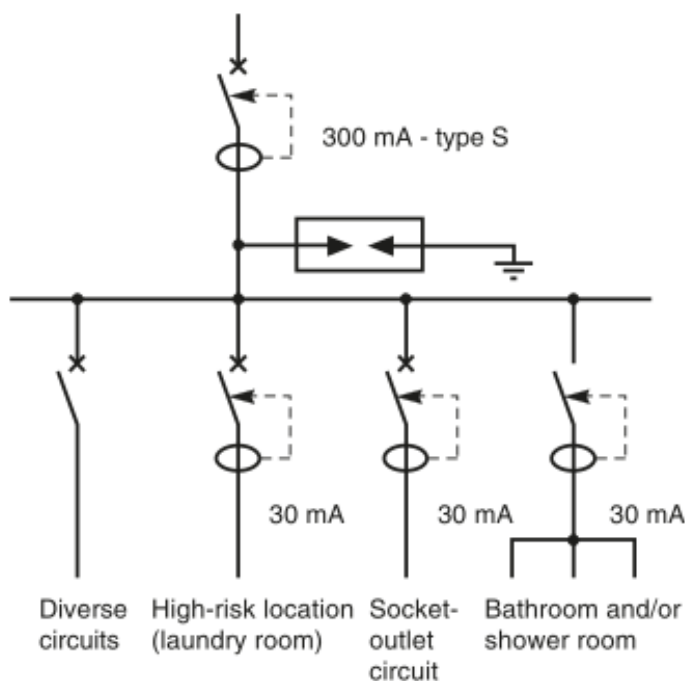 300 mA - type S
30 mA
30 mA
30 mA
Diverse
circuits
High-risk location
(laundry room)
Socket-
outlet
circuit
Bathroom and/or
shower room